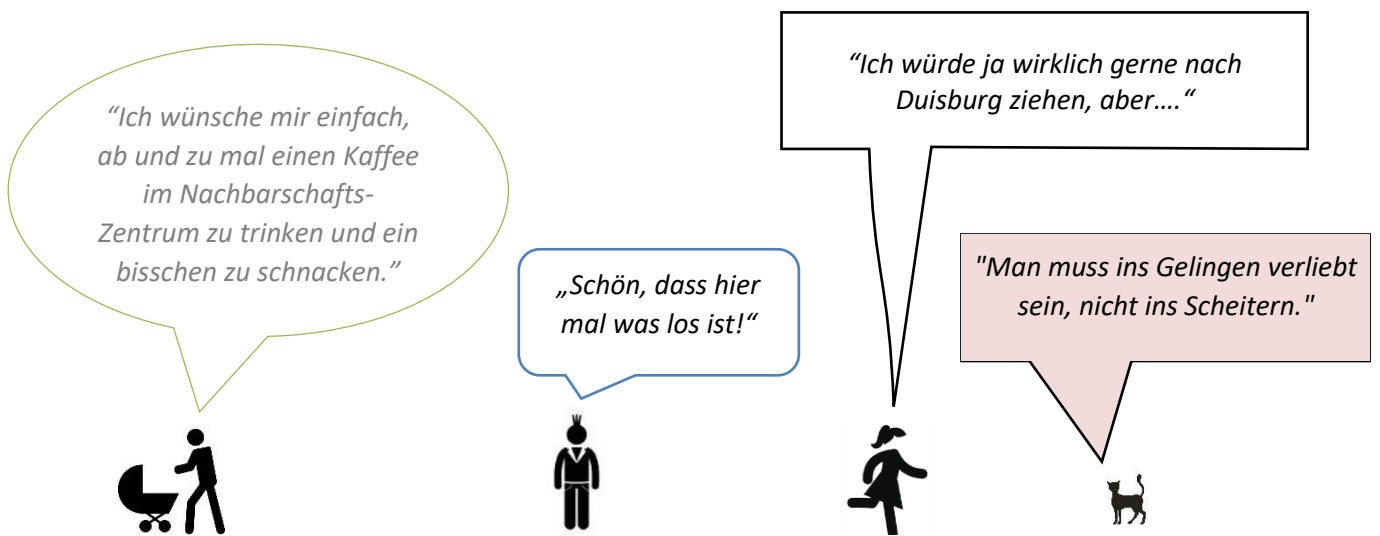 “Ich wünsche mir einfach,
ab und zu mal einen Kaffee
im Nachbarschafts-
Zentrum zu trinken und ein
bisschen zu schnacken.”
„Schön, dass hier
mal was los ist!“
“Ich würde ja wirklich gerne nach
Duisburg ziehen, aber….“
"Man muss ins Gelingen verliebt
sein, nicht ins Scheitern."